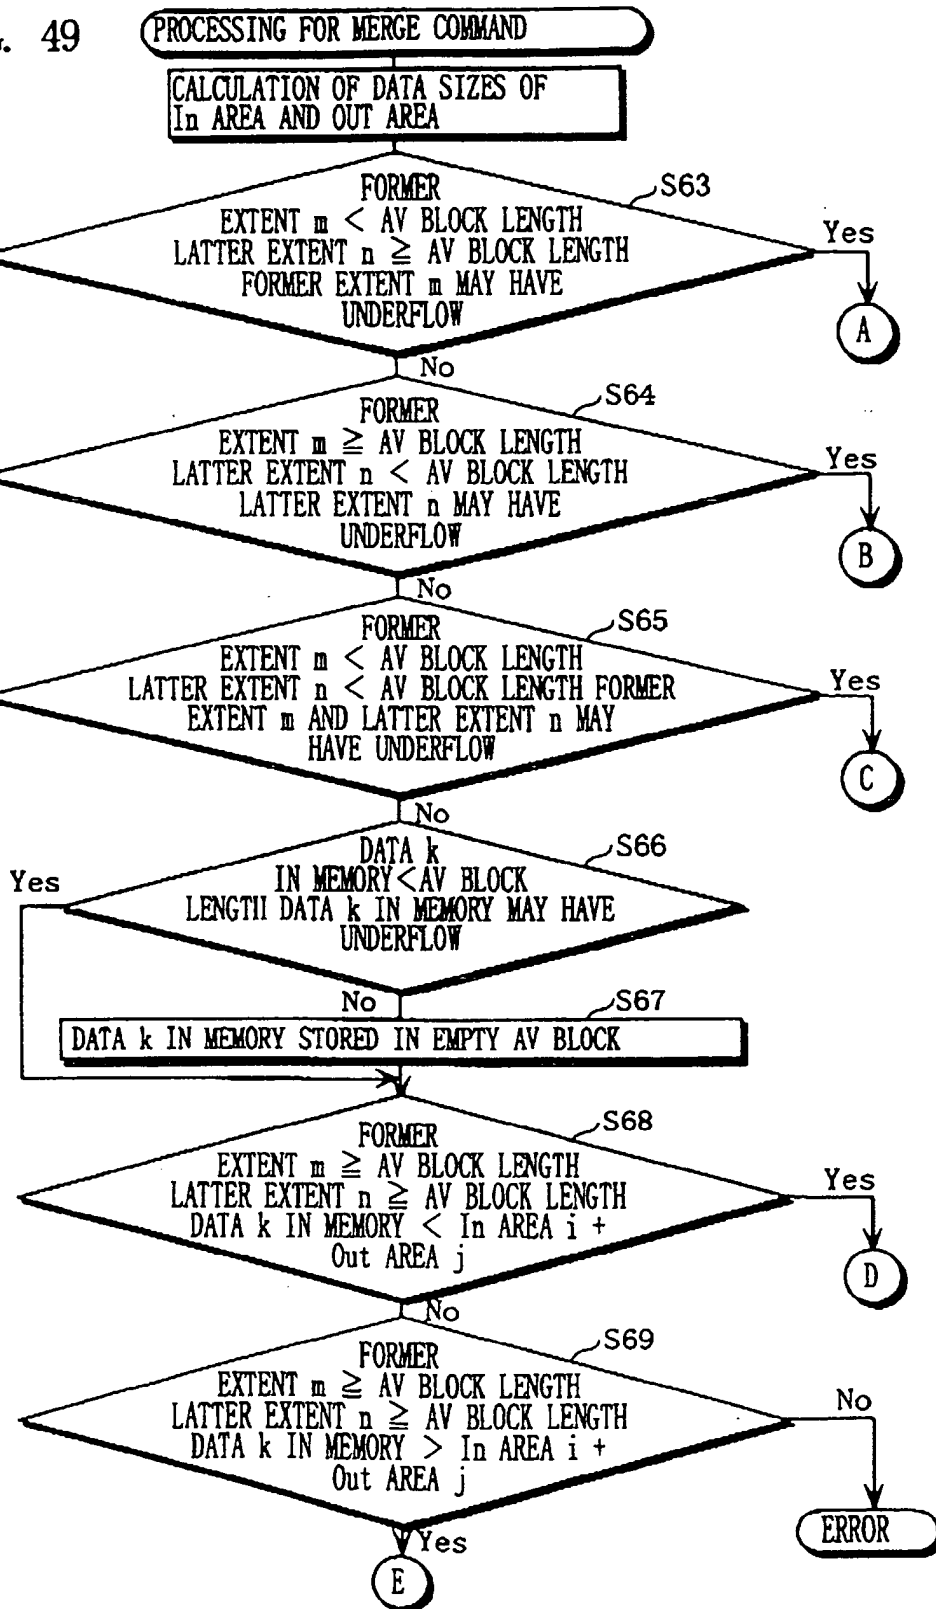 . 49
PROCESSING FOR MERGE COMMAND
CALCULATION OF DATA SIZES OF
In AREA AND OUT AREA
S63
FORMER
EXTENT m < AV BLOCK LENGTH
LATTER EXTENT n ≧ AV BLOCK LENGTH
FORMER EXTENT m MAY HAVE
UNDERFLOW
Yes
A
No
S64
FORMER
EXTENT m ≧ AV BLOCK LENGTH
LATTER EXTENT n < AV BLOCK LENGTH
LATTER EXTENT n MAY HAVE
UNDERFLOW
Yes
B
No
S65
FORMER
EXTENT m < AV BLOCK LENGTH
LATTER EXTENT n < AV BLOCK LENGTH FORMER
EXTENT m AND LATTER EXTENT n MAY
HAVE UNDERFLOW
Yes
C
No
S66
DATA k
IN MEMORY<AV BLOCK
LENGTH DATA k IN MEMORY MAY HAVE
UNDERFLOW
Yes
No
S67
DATA k IN MEMORY STORED IN EMPTY AV BLOCK
S68
FORMER
EXTENT m ≧ AV BLOCK LENGTH
LATTER EXTENT n ≧ AV BLOCK LENGTH
DATA k IN MEMORY < In AREA i +
Out AREA j
Yes
D
No
S69
FORMER
EXTENT m ≧ AV BLOCK LENGTH
LATTER EXTENT n ≧ AV BLOCK LENGTH
DATA k IN MEMORY > In AREA i +
Out AREA j
No
ERROR
Yes
E